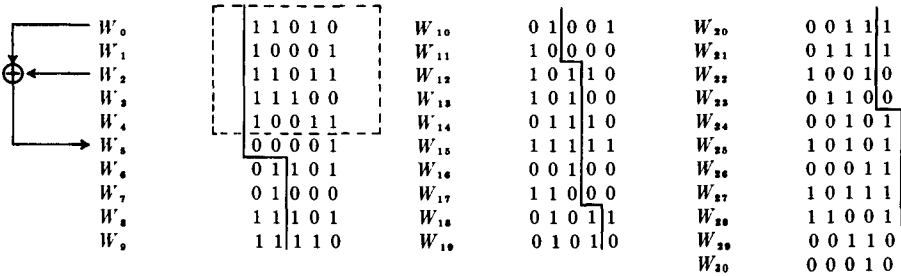 W₀ 1 1 0 1 0
W₁ 1 0 0 0 1
W₂ 1 1 0 1 1
W₃ 1 1 1 0 0
W₄ 1 0 0 1 1
W₅ 0 0 0 0 1
W₆ 0 1 1 0 1
W₇ 0 1 0 0 0
W₈ 1 1 1 0 1
W₉ 1 1 1 1 0
W₁₀ 0 1 0 0 1
W₁₁ 1 0 0 0 0
W₁₂ 1 0 1 1 0
W₁₃ 1 0 1 0 0
W₁₄ 0 1 1 1 0
W₁₅ 1 1 1 1 1
W₁₆ 0 0 1 0 0
W₁₇ 1 1 0 0 0
W₁₈ 0 1 0 1 1
W₁₉ 0 1 0 1 0
W₂₀ 0 0 1 1 1
W₂₁ 0 1 1 1 1
W₂₂ 1 0 0 1 0
W₂₃ 0 1 1 0 0
W₂₄ 0 0 1 0 1
W₂₅ 1 0 1 0 1
W₂₆ 0 0 0 1 1
W₂₇ 1 0 1 1 1
W₂₈ 1 1 0 0 1
W₂₉ 0 0 1 1 0
W₃₀ 0 0 0 1 0